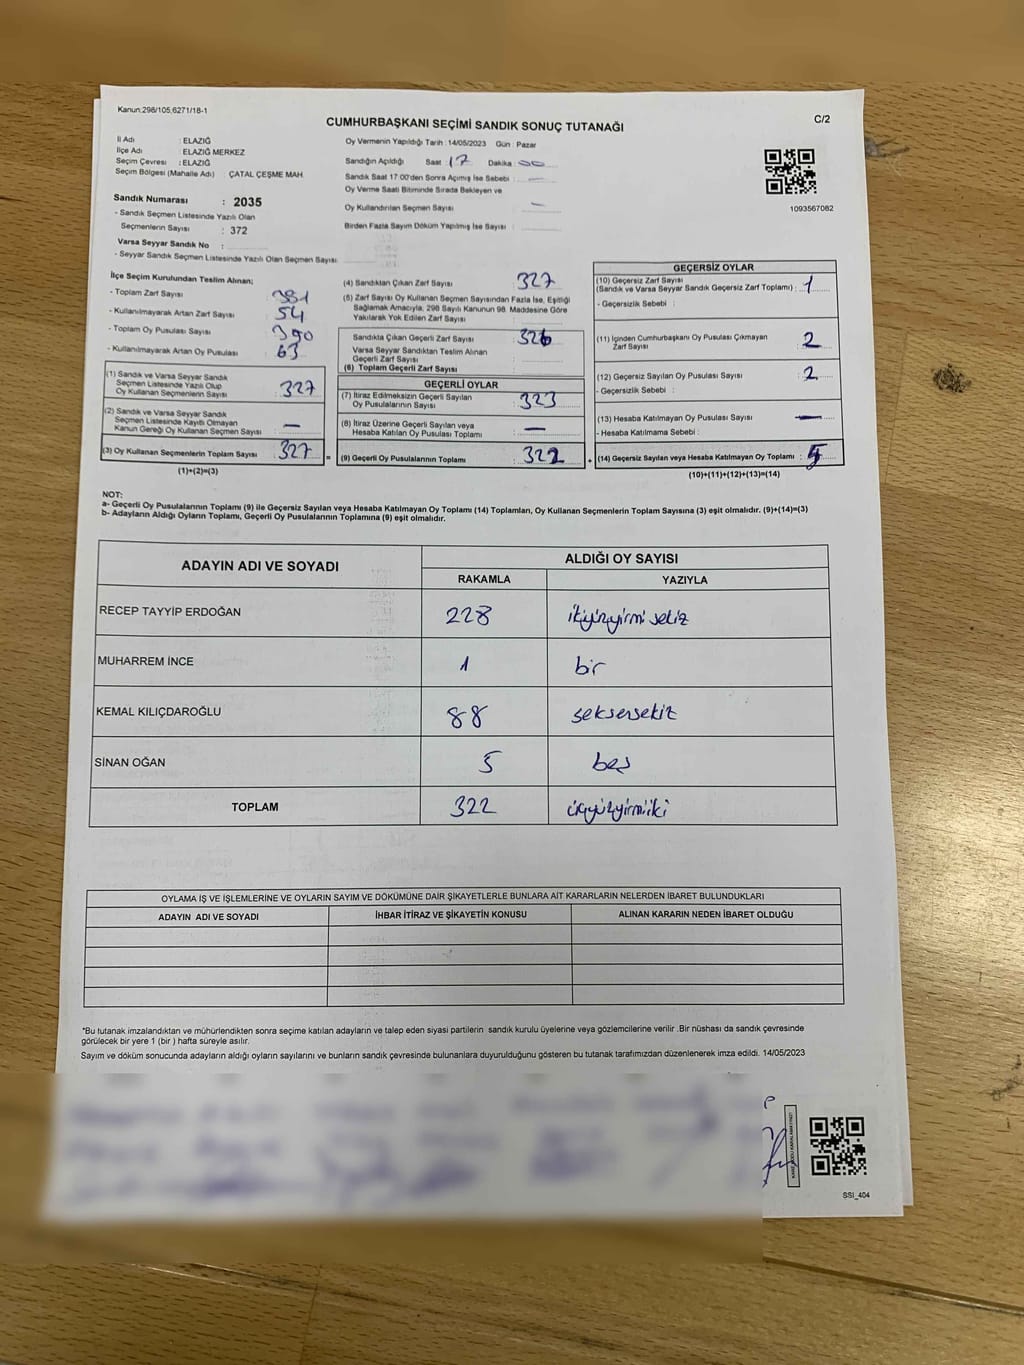 Kanun:298/105,6271/18-1
CUMHURBAŞKANI SEÇİMİ SANDIK SONUÇ TUTANAĞI
C/2
İl Adı : ELAZIĞ
İlçe Adı : ELAZIĞ MERKEZ
Seçim Çevresi : ELAZIĞ
Seçim Bölgesi (Mahalle Adı) : ÇATAL ÇEŞME MAH.
Sandık Numarası : 2035
- Sandık Seçmen Listesinde Yazılı Olan
Seçmenlerin Sayısı : 372
Varsa Seyyar Sandık No :
- Seyyar Sandık Seçmen Listesinde Yazılı Olan Seçmen Sayısı
Oy Vermenin Yapıldığı Tarih : 14/05/2023 Gün : Pazar
Sandığın Açıldığı Saat : 17 Dakika : 00
Sandık Saat 17:00'den Sonra Açımış İse Sebebi : —
Oy Verme Saati Bitiminde Sırada Bekleyen ve
Oy Kullandırılan Seçmen Sayısı —
Birden Fazla Sayım Döküm Yapılmış İse Sayısı :
1093567082
İlçe Seçim Kurulundan Teslim Alınan;
- Toplam Zarf Sayısı : 381
- Kullanılmayarak Artan Zarf Sayısı : 54
- Toplam Oy Pusulası Sayısı : 390
- Kullanılmayarak Artan Oy Pusulası : 63
(1) Sandık ve Varsa Seyyar Sandık
Seçmen Listesinde Yazılı Olup
Oy Kullanan Seçmenlerin Sayısı : 327
(2) Sandık ve Varsa Seyyar Sandık
Seçmen Listesinde Kayıtlı Olmayan
Kanun Gereği Oy Kullanan Seçmen Sayısı : —
(3) Oy Kullanan Seçmenlerin Toplam Sayısı : 327
(1)+(2)=(3)
(4) Sandıktan Çıkan Zarf Sayısı : 327
(5) Zarf Sayısı Oy Kullanan Seçmen Sayısından Fazla İse, Eşitliği
Sağlamak Amacıyla, 298 Sayılı Kanunun 98. Maddesine Göre
Yakılarak Yok Edilen Zarf Sayısı :
Sandıkta Çıkan Geçerli Zarf Sayısı : 326
Varsa Seyyar Sandıktan Teslim Alınan
Geçerli Zarf Sayısı :
(6) Toplam Geçerli Zarf Sayısı :
GEÇERLİ OYLAR
(7) İtiraz Edilmeksizin Geçerli Sayılan
Oy Pusulalarının Sayısı : 323
(8) İtiraz Üzerine Geçerli Sayılan veya
Hesaba Katılan Oy Pusulası Toplamı : —
(9) Geçerli Oy Pusulalarının Toplamı : 322
GEÇERSİZ OYLAR
(10) Geçersiz Zarf Sayısı
(Sandık ve Varsa Seyyar Sandık Geçersiz Zarf Toplamı) : 1
- Geçersizlik Sebebi :
(11) İçinden Cumhurbaşkanı Oy Pusulası Çıkmayan
Zarf Sayısı : 2
(12) Geçersiz Sayılan Oy Pusulası Sayısı : 2
- Geçersizlik Sebebi :
(13) Hesaba Katılmayan Oy Pusulası Sayısı : —
- Hesaba Katılmama Sebebi :
(14) Geçersiz Sayılan veya Hesaba Katılmayan Oy Toplamı : 5
(10)+(11)+(12)+(13)=(14)
NOT:
a- Geçerli Oy Pusulalarının Toplamı (9) ile Geçersiz Sayılan veya Hesaba Katılmayan Oy Toplamı (14) Toplamları, Oy Kullanan Seçmenlerin Toplam Sayısına (3) eşit olmalıdır. (9)+(14)=(3)
b- Adayların Aldığı Oyların Toplamı, Geçerli Oy Pusulalarının Toplamına (9) eşit olmalıdır.
ADAYIN ADI VE SOYADI
ALDIĞI OY SAYISI
RAKAMLA YAZIYLA
RECEP TAYYİP ERDOĞAN 228 ikiyüzyirmi sekiz
MUHARREM İNCE 1 bir
KEMAL KILIÇDAROĞLU 88 seksensekiz
SİNAN OĞAN 5 beş
TOPLAM 322 üçyüzyirmiiki
OYLAMA İŞ VE İŞLEMLERİNE VE OYLARIN SAYIM VE DÖKÜMÜNE DAİR ŞİKAYETLERLE BUNLARA AİT KARARLARIN NELERDEN İBARET BULUNDUKLARI
ADAYIN ADI VE SOYADI İHBAR İTİRAZ VE ŞİKAYETİN KONUSU ALINAN KARARIN NEDEN İBARET OLDUĞU
*Bu tutanak imzalandıktan ve mühürlendikten sonra seçime katılan adayların ve talep eden siyasi partilerin sandık kurulu üyelerine veya gözlemcilerine verilir .Bir nüshası da sandık çevresinde
görülecek bir yere 1 (bir ) hafta süreyle asılır.
Sayım ve döküm sonucunda adayların aldığı oyların sayılarını ve bunların sandık çevresinde bulunanlara duyurulduğunu gösteren bu tutanak tarafımızdan düzenlenerek imza edildi. 14/05/2023
SSI_404